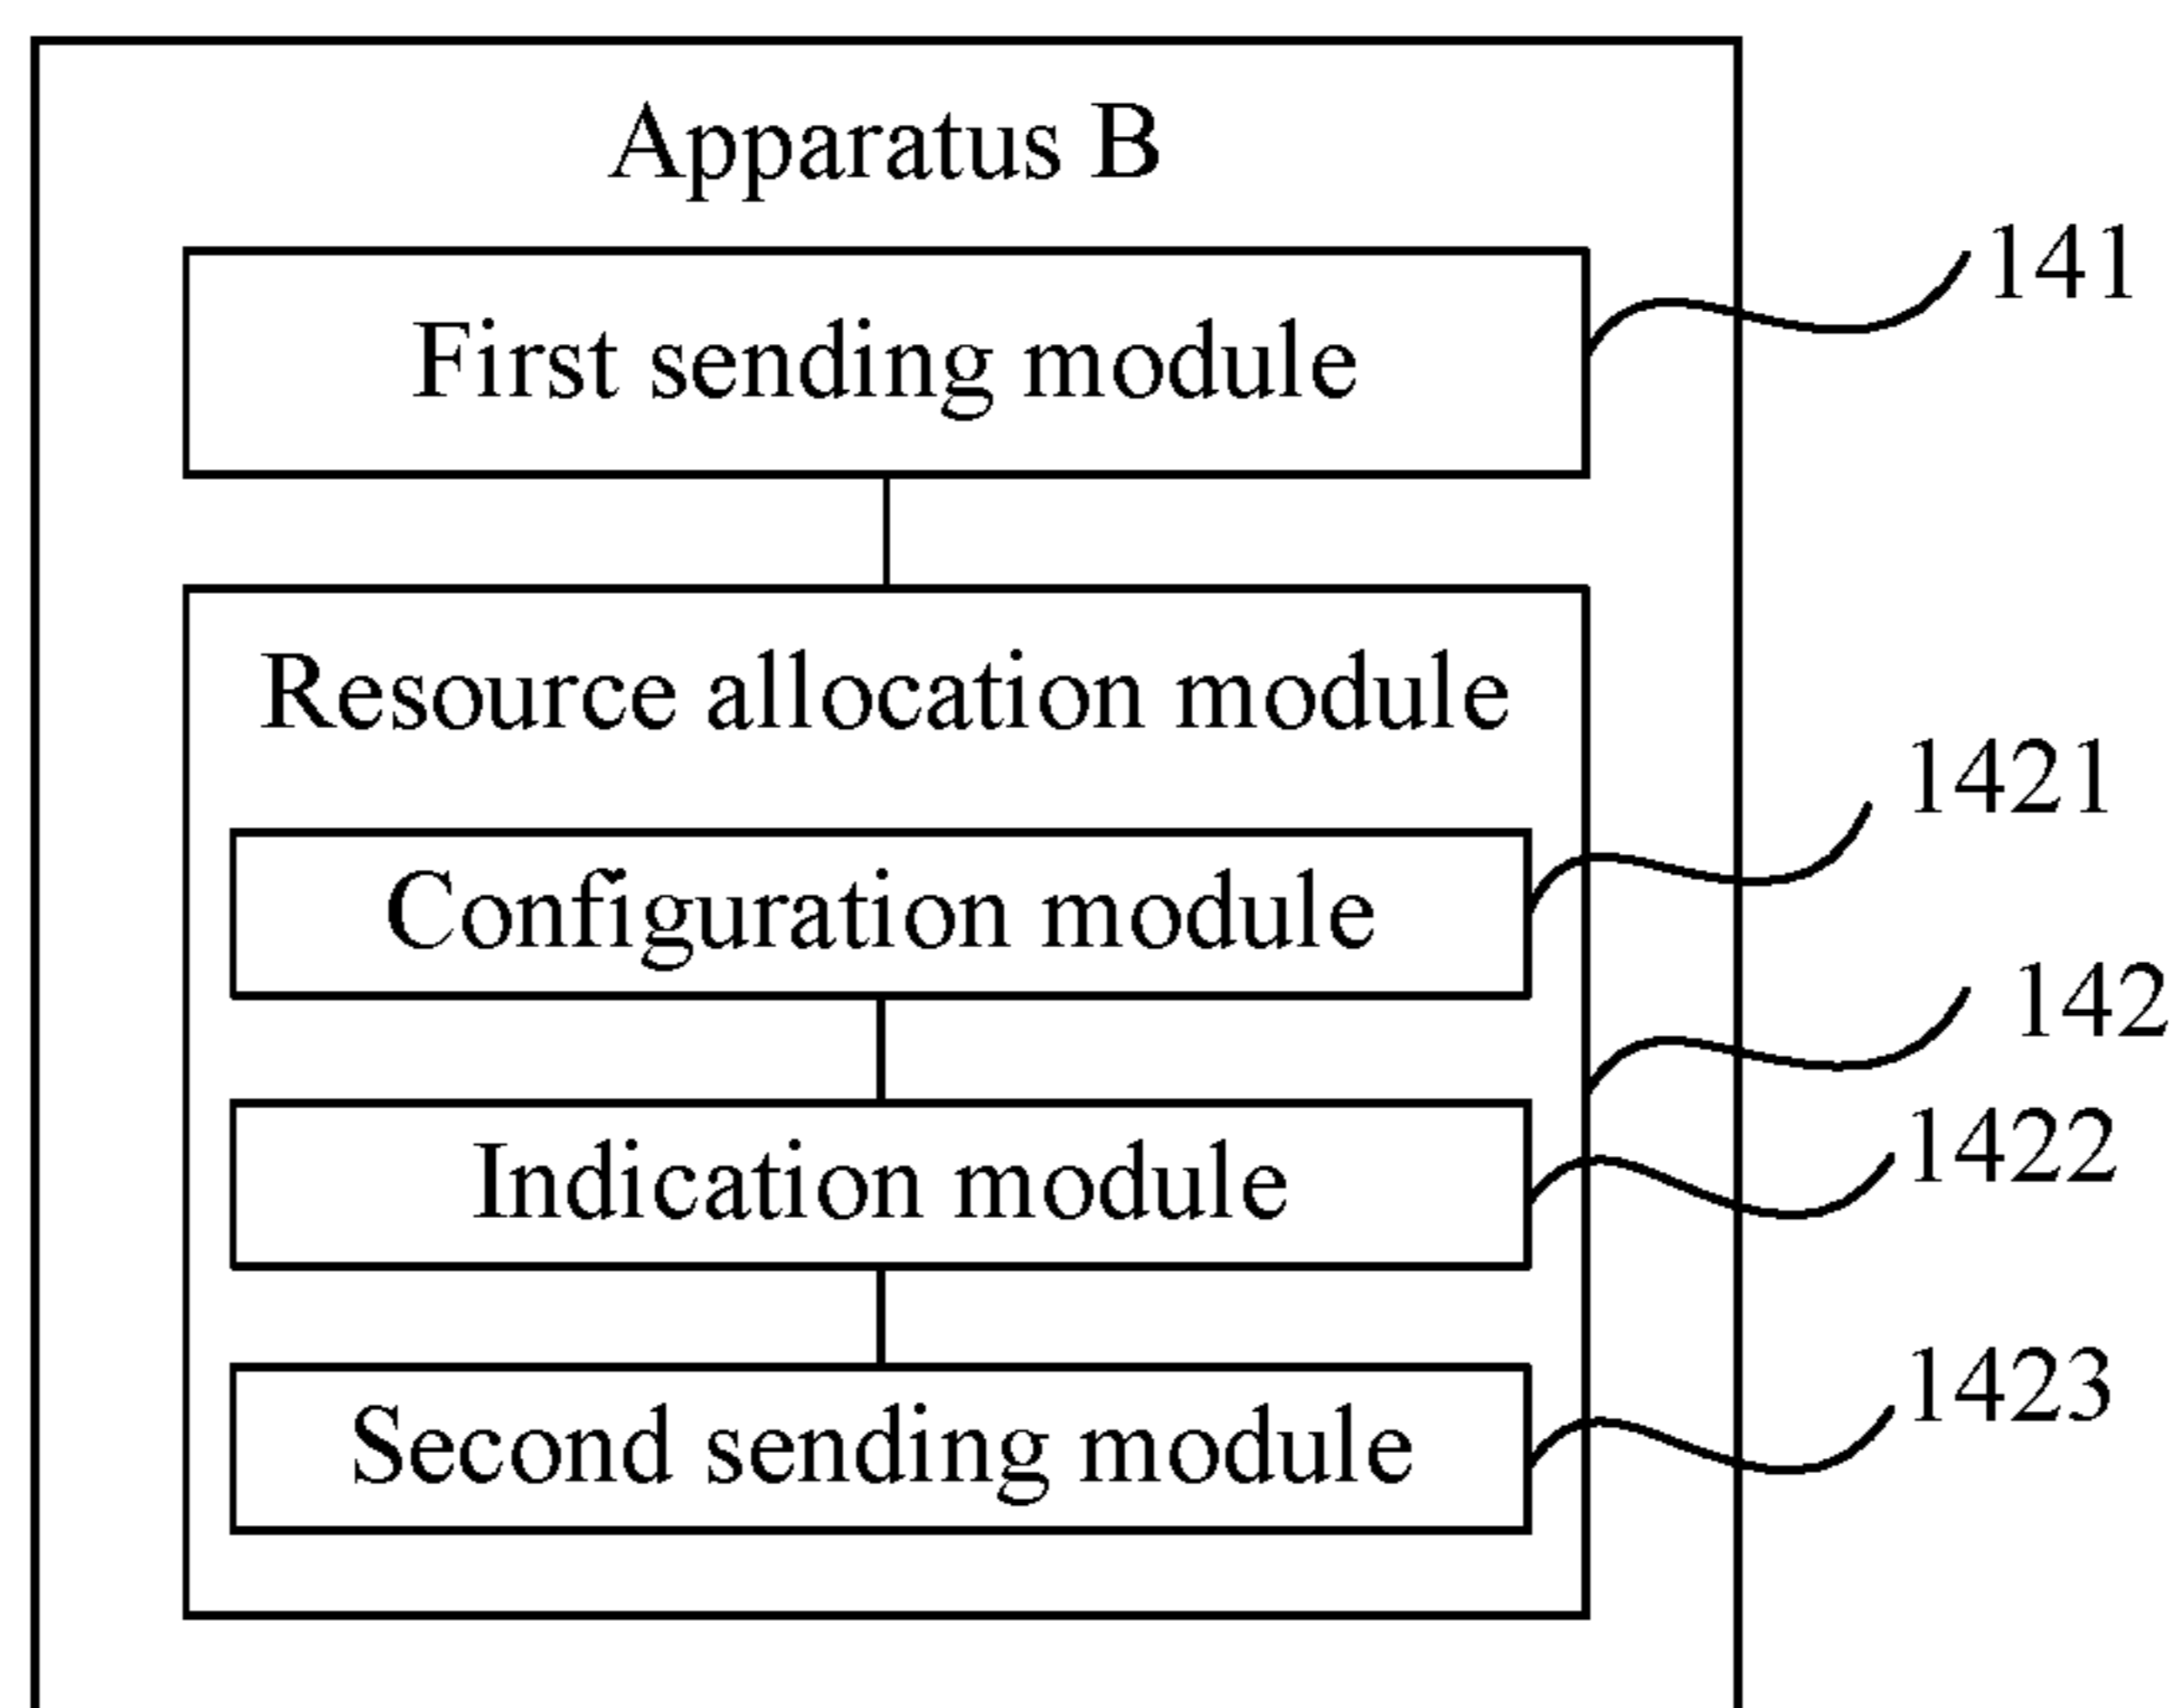 Apparatus B
141
First sending module
Resource allocation module
1421
Configuration module
142
1422
Indication module
1423
Second sending module